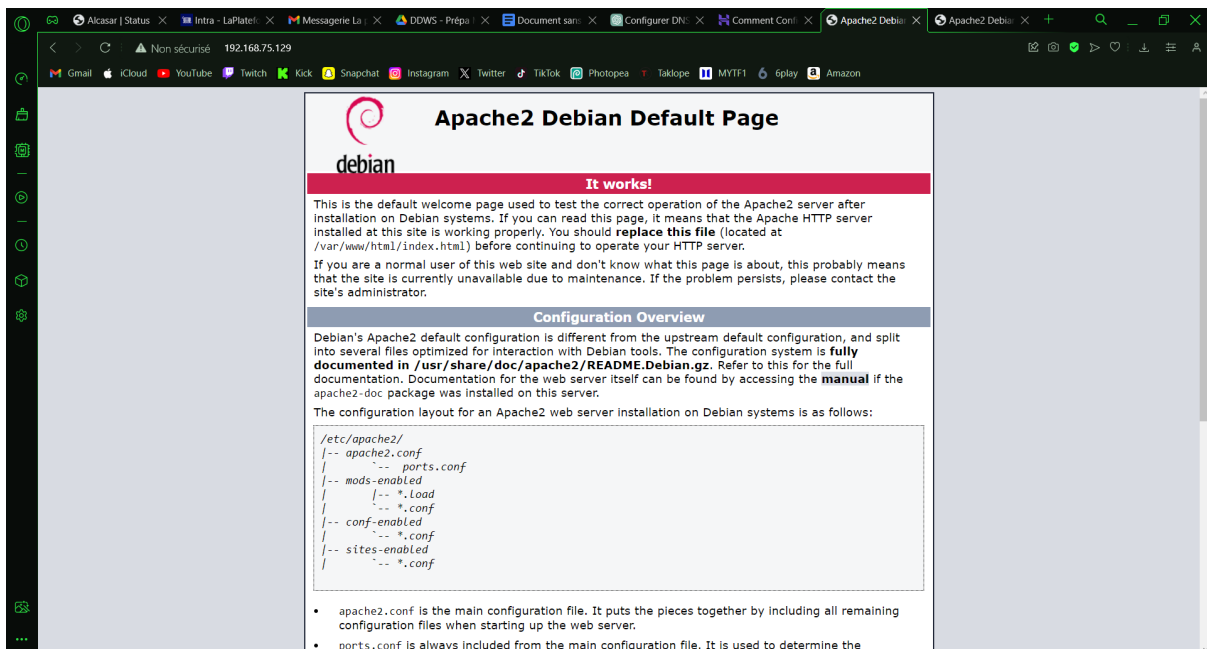 Alcasar | Status
Intra - LaPlatefo
Messagerie La p
DDWS - Prépa
Document sans
Configurer DNS
Comment Confi
Apache2 Debian
Apache2 Debian
Non sécurisé 192.168.75.129
Gmail iCloud YouTube Twitch Kick Snapchat Instagram Twitter TikTok Photopea Taklope MYTF1 6play Amazon
debian
Apache2 Debian Default Page
It works!
This is the default welcome page used to test the correct operation of the Apache2 server after
installation on Debian systems. If you can read this page, it means that the Apache HTTP server
installed at this site is working properly. You should replace this file (located at
/var/www/html/index.html) before continuing to operate your HTTP server.
If you are a normal user of this web site and don't know what this page is about, this probably means
that the site is currently unavailable due to maintenance. If the problem persists, please contact the
site's administrator.
Configuration Overview
Debian's Apache2 default configuration is different from the upstream default configuration, and split
into several files optimized for interaction with Debian tools. The configuration system is fully
documented in /usr/share/doc/apache2/README.Debian.gz. Refer to this for the full
documentation. Documentation for the web server itself can be found by accessing the manual if the
apache2-doc package was installed on this server.
The configuration layout for an Apache2 web server installation on Debian systems is as follows:
/etc/apache2/
|-- apache2.conf
|       `--  ports.conf
|-- mods-enabled
|       |-- *.load
|       `-- *.conf
|-- conf-enabled
|       `-- *.conf
|-- sites-enabled
|       `-- *.conf
• apache2.conf is the main configuration file. It puts the pieces together by including all remaining
configuration files when starting up the web server.
• ports.conf is always included from the main configuration file. It is used to determine the